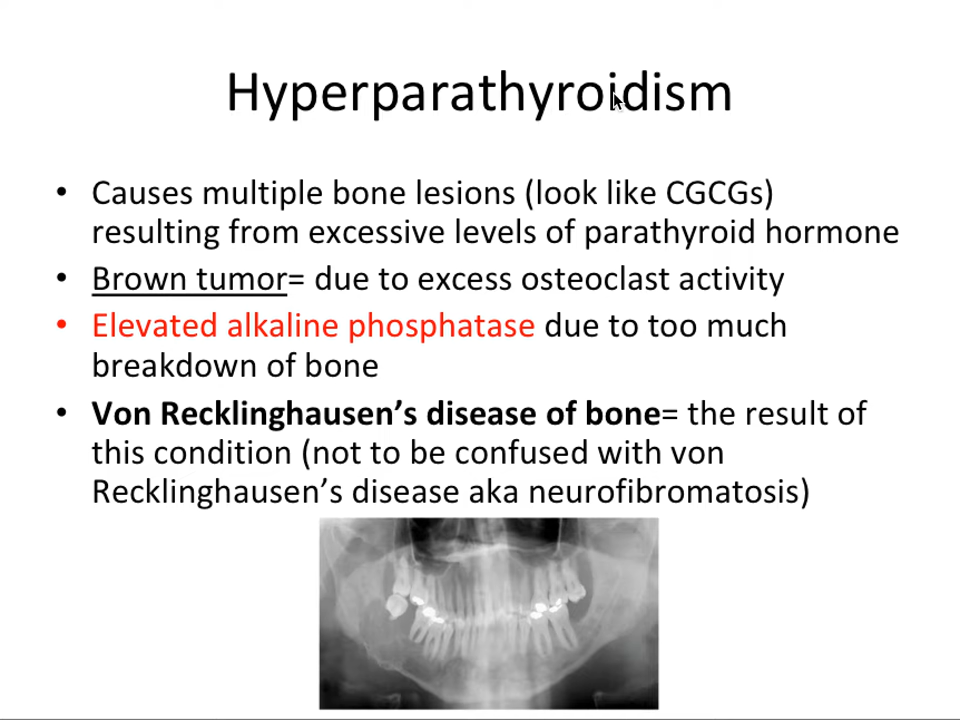 Hyperparathyroidism
• Causes multiple bone lesions (look like CGCGs)
resulting from excessive levels of parathyroid hormone
• Brown tumor= due to excess osteoclast activity
• Elevated alkaline phosphatase due to too much
breakdown of bone
• Von Recklinghausen’s disease of bone= the result of
this condition (not to be confused with von
Recklinghausen’s disease aka neurofibromatosis)